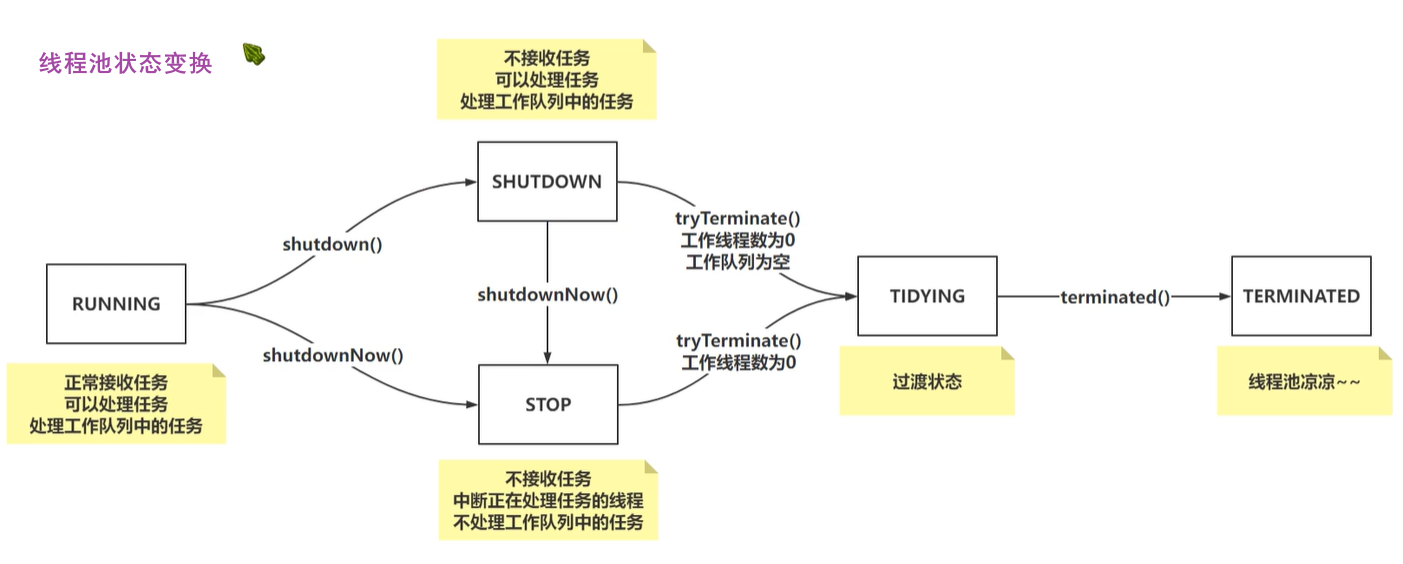 线程池状态变换
不接收任务
可以处理任务
处理工作队列中的任务
SHUTDOWN
shutdown()
tryTerminate()
工作线程数为0
工作队列为空
RUNNING
shutdownNow()
TIDYING
terminated()
TERMINATED
shutdownNow()
tryTerminate()
工作线程数为0
正常接收任务
可以处理任务
处理工作队列中的任务
STOP
过渡状态
线程池凉凉~~
不接收任务
中断正在处理任务的线程
不处理工作队列中的任务